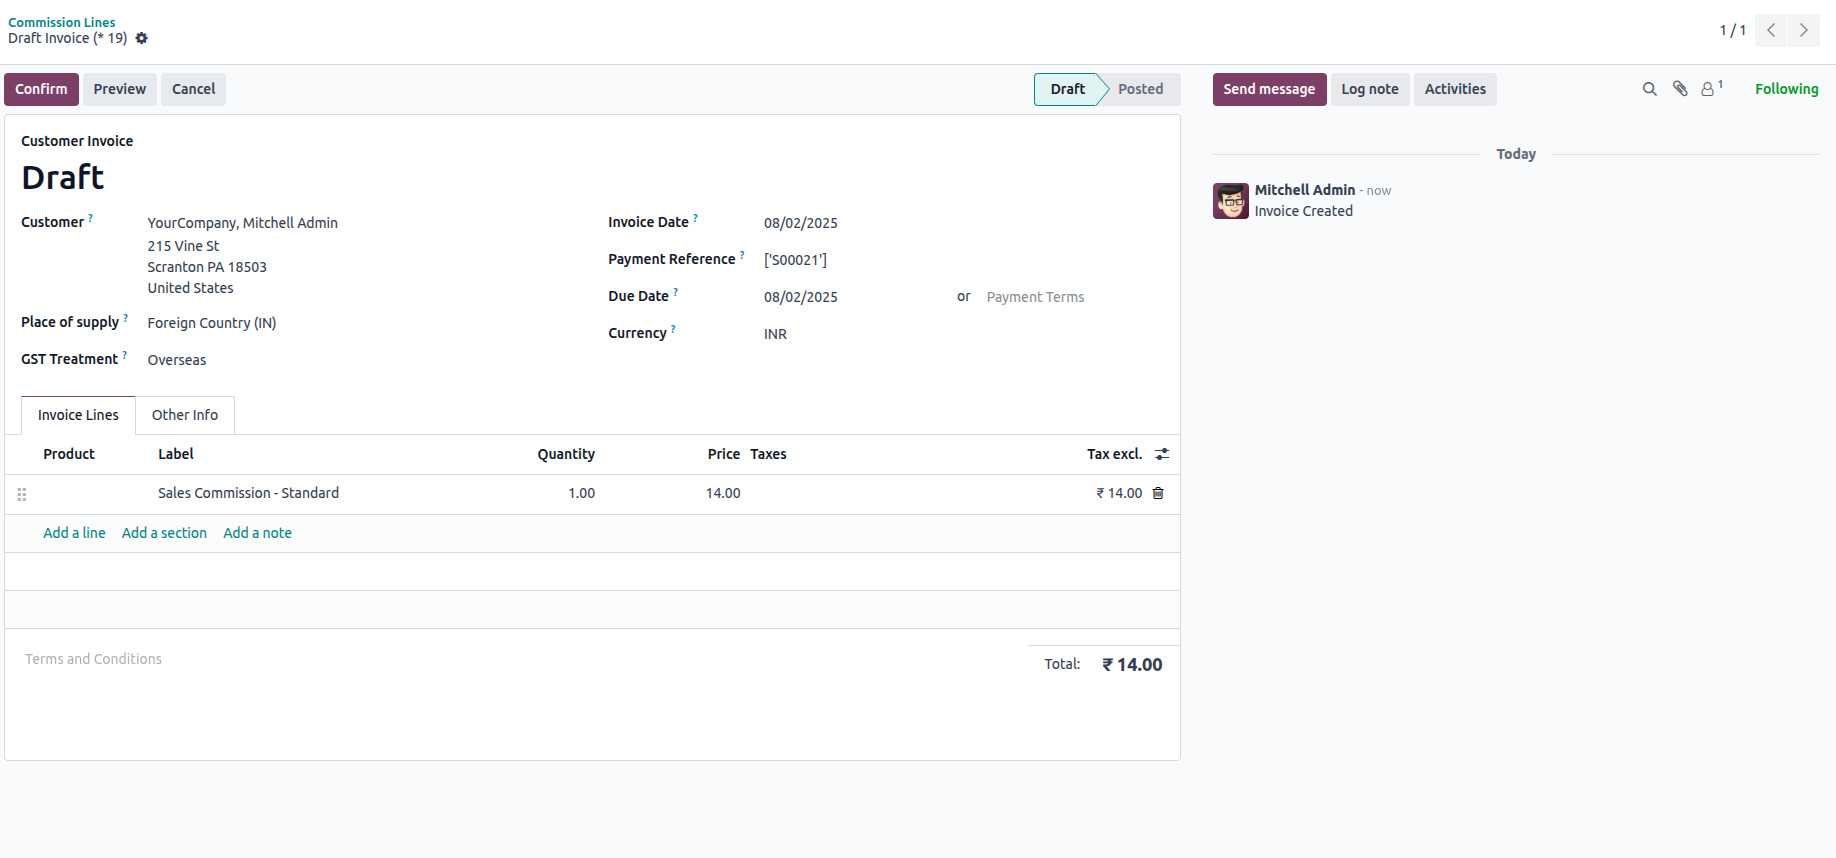 Commission Lines
Draft Invoice (* 19)
1 / 1
Confirm Preview Cancel
Draft Posted
Send message Log note Activities
1
Following
Customer Invoice
Draft
Customer ? YourCompany, Mitchell Admin
215 Vine St
Scranton PA 18503
United States
Place of supply ? Foreign Country (IN)
GST Treatment ? Overseas
Invoice Date ? 08/02/2025
Payment Reference ? ['S00021']
Due Date ? 08/02/2025 or Payment Terms
Currency ? INR
Invoice Lines Other Info
Product Label Quantity Price Taxes Tax excl.
Sales Commission - Standard 1.00 14.00 ₹ 14.00
Add a line Add a section Add a note
Terms and Conditions
Total: ₹ 14.00
Today
Mitchell Admin - now
Invoice Created